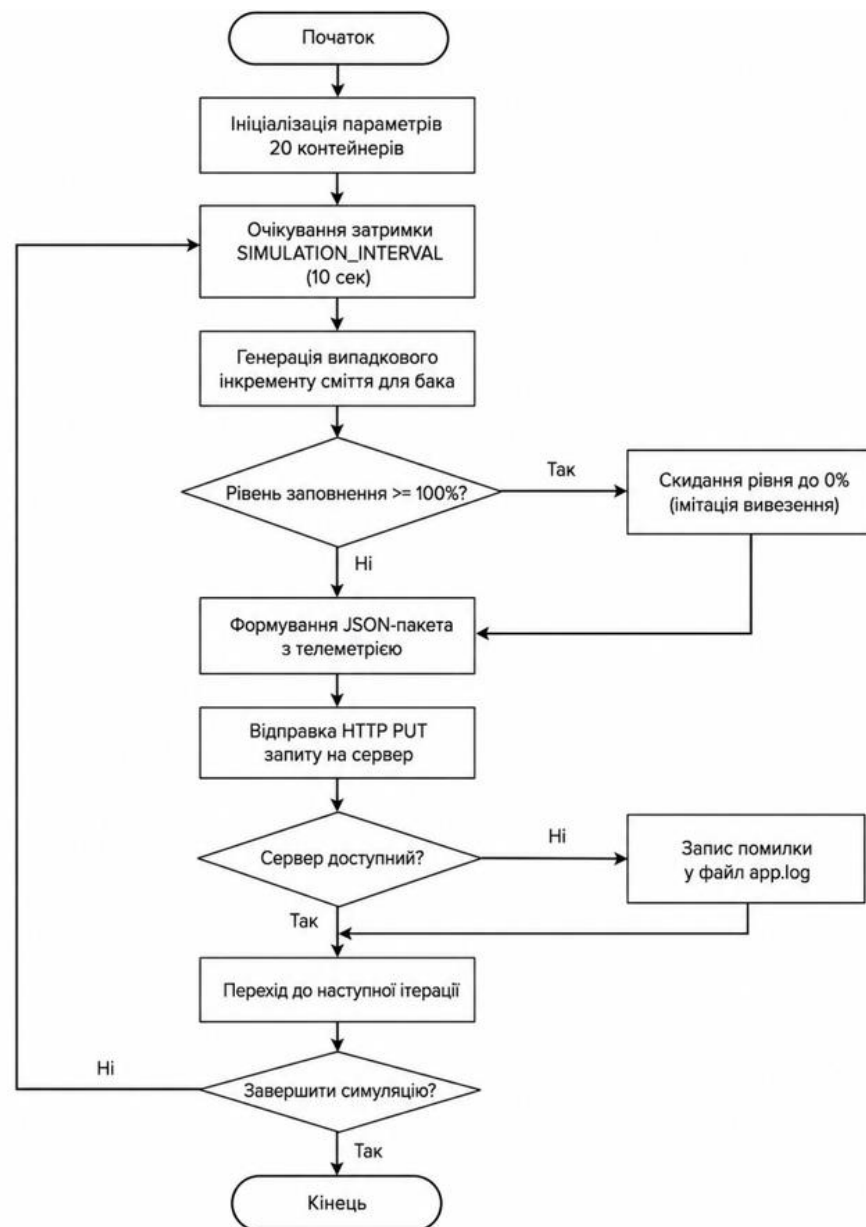 Початок
Ініціалізація параметрів
20 контейнерів
Очікування затримки
SIMULATION_INTERVAL
(10 сек)
Генерація випадкового
інкременту сміття для бака
Рівень заповнення >= 100%?
Так
Скидання рівня до 0%
(імітація вивезення)
Ні
Формування JSON-пакета
з телеметрією
Відправка HTTP PUT
запиту на сервер
Сервер доступний?
Ні
Запис помилки
у файл app.log
Так
Перехід до наступної ітерації
Ні
Завершити симуляцію?
Так
Кінець